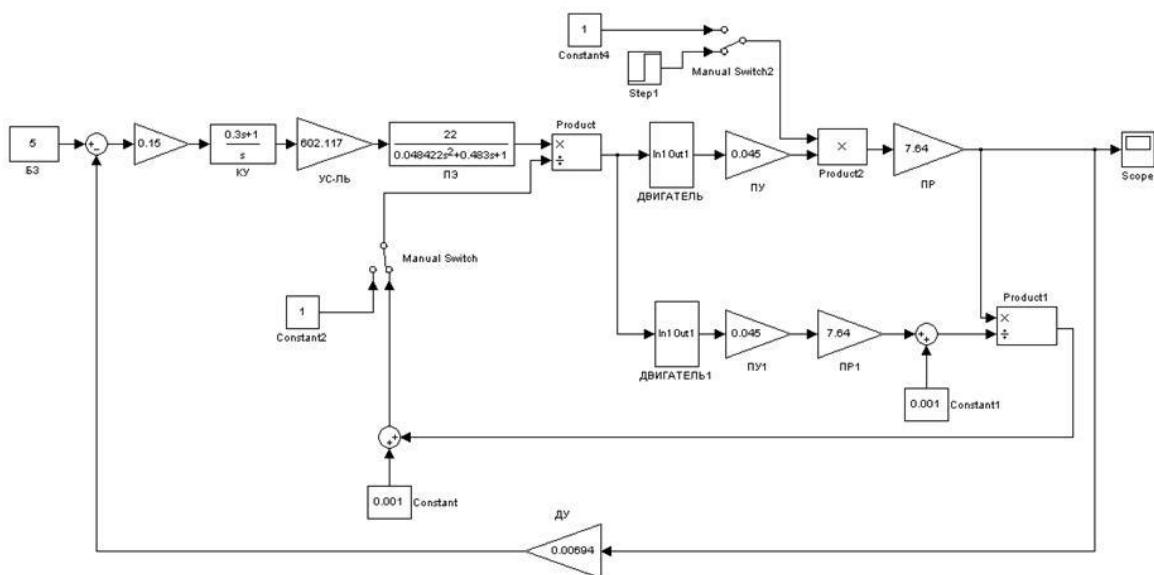 1
Constant4
Manual Switch2
Step1
5
БЗ
0.15
0.3s+1
s
КУ
602.117
УС-ЛЬ
22
0.048422s²+0.483s+1
ПЭ
Product
×
÷
In1 Out1
ДВИГАТЕЛЬ
0.045
ПУ
×
Product2
7.64
ПР
Scope
Manual Switch
1
Constant2
In1 Out1
ДВИГАТЕЛЬ1
0.045
ПУ1
7.64
ПР1
Product1
×
÷
0.001
Constant1
0.001
Constant
ДУ
0.00694